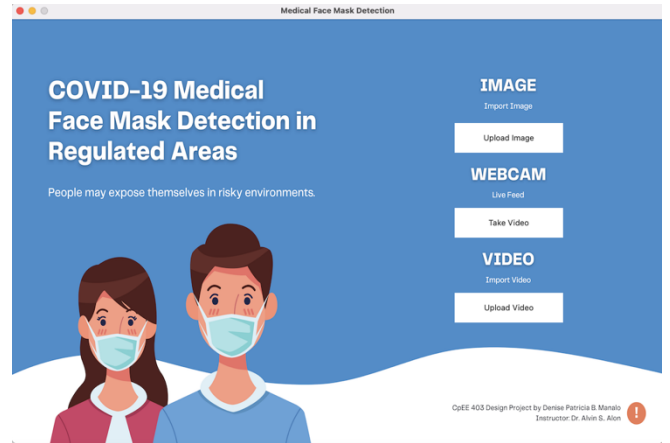 Medical Face Mask Detection
COVID-19 Medical
Face Mask Detection in
Regulated Areas
People may expose themselves in risky environments.
IMAGE
Import Image
Upload Image
WEBCAM
Live Feed
Take Video
VIDEO
Import Video
Upload Video
CpEE 403 Design Project by Denise Patricia B. Manalo
Instructor: Dr. Alvin S. Alon
!